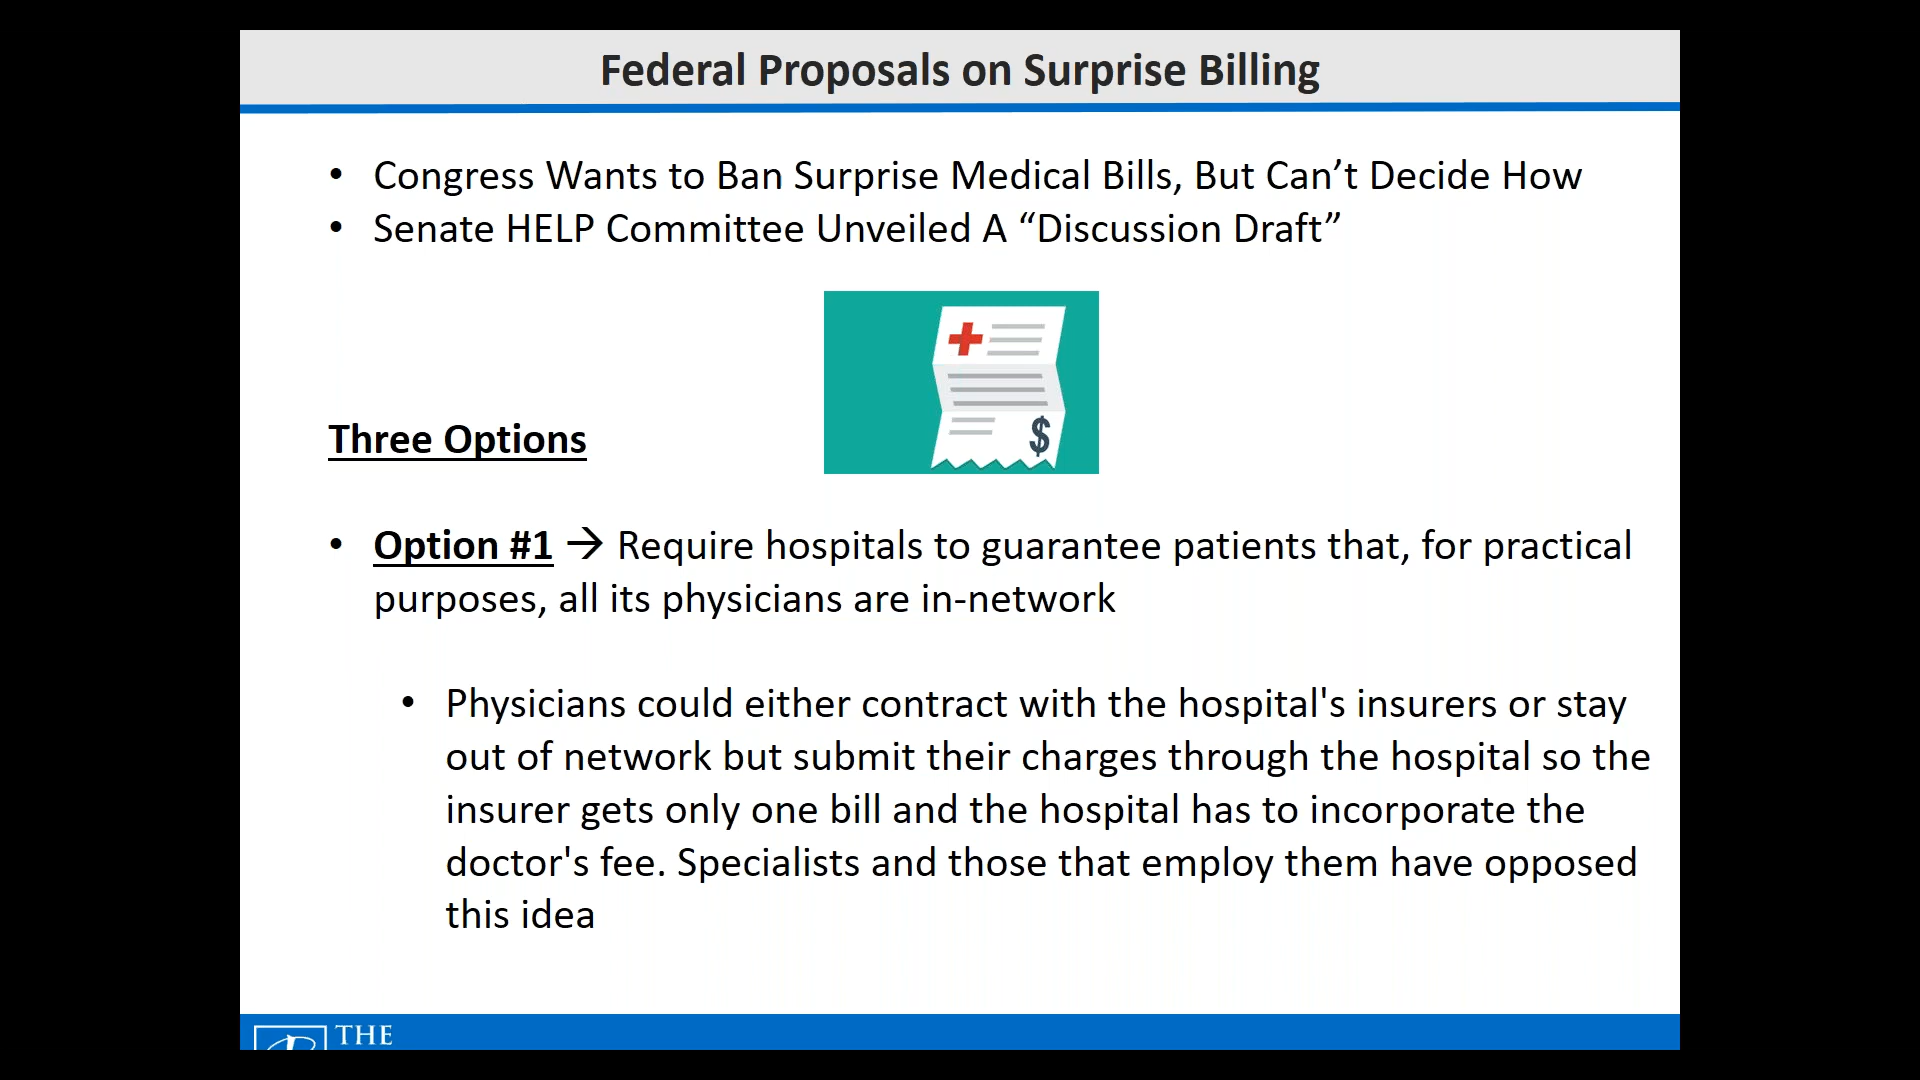 Federal Proposals on Surprise Billing
• Congress Wants to Ban Surprise Medical Bills, But Can’t Decide How
• Senate HELP Committee Unveiled A “Discussion Draft”
$
Three Options
• Option #1 → Require hospitals to guarantee patients that, for practical
purposes, all its physicians are in-network
• Physicians could either contract with the hospital's insurers or stay
out of network but submit their charges through the hospital so the
insurer gets only one bill and the hospital has to incorporate the
doctor's fee. Specialists and those that employ them have opposed
this idea
THE